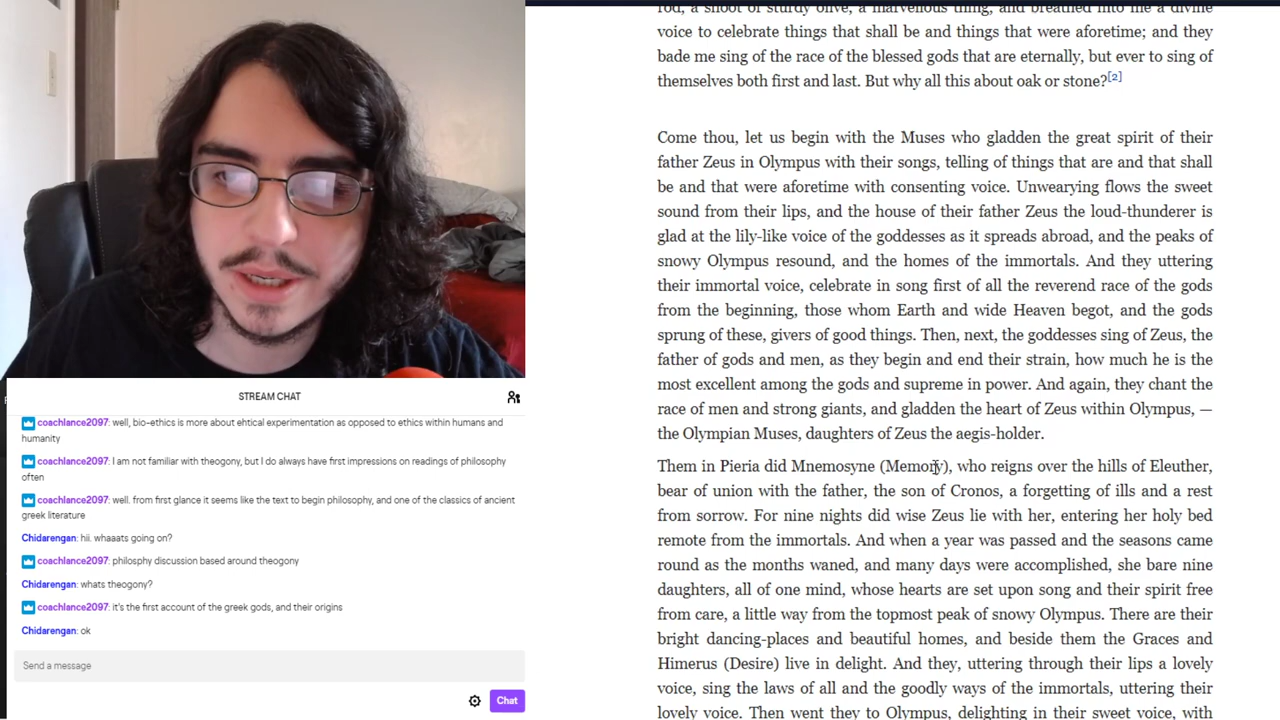 STREAM CHAT
coachlance2097: well, bio-ethics is more about ehtical experimentation as opposed to ethics within humans and
humanity
coachlance2097: I am not familiar with theogony, but I do always have first impressions on readings of philosophy
often
coachlance2097: well. from first glance it seems like the text to begin philosophy, and one of the classics of ancient
greek literature
Chidarengan: hii. whaaats going on?
coachlance2097: philosphy discussion based around theogony
Chidarengan: whats theogony?
coachlance2097: it's the first account of the greek gods, and their origins
Chidarengan: ok
Send a message
Chat
rod, a shoot of sturdy olive, a marvellous thing, and breathed into me a divine
voice to celebrate things that shall be and things that were aforetime; and they
bade me sing of the race of the blessed gods that are eternally, but ever to sing of
themselves both first and last. But why all this about oak or stone?[2]
Come thou, let us begin with the Muses who gladden the great spirit of their
father Zeus in Olympus with their songs, telling of things that are and that shall
be and that were aforetime with consenting voice. Unwearying flows the sweet
sound from their lips, and the house of their father Zeus the loud-thunderer is
glad at the lily-like voice of the goddesses as it spreads abroad, and the peaks of
snowy Olympus resound, and the homes of the immortals. And they uttering
their immortal voice, celebrate in song first of all the reverend race of the gods
from the beginning, those whom Earth and wide Heaven begot, and the gods
sprung of these, givers of good things. Then, next, the goddesses sing of Zeus, the
father of gods and men, as they begin and end their strain, how much he is the
most excellent among the gods and supreme in power. And again, they chant the
race of men and strong giants, and gladden the heart of Zeus within Olympus, —
the Olympian Muses, daughters of Zeus the aegis-holder.
Them in Pieria did Mnemosyne (Memory), who reigns over the hills of Eleuther,
bear of union with the father, the son of Cronos, a forgetting of ills and a rest
from sorrow. For nine nights did wise Zeus lie with her, entering her holy bed
remote from the immortals. And when a year was passed and the seasons came
round as the months waned, and many days were accomplished, she bare nine
daughters, all of one mind, whose hearts are set upon song and their spirit free
from care, a little way from the topmost peak of snowy Olympus. There are their
bright dancing-places and beautiful homes, and beside them the Graces and
Himerus (Desire) live in delight. And they, uttering through their lips a lovely
voice, sing the laws of all and the goodly ways of the immortals, uttering their
lovely voice. Then went they to Olympus, delighting in their sweet voice, with